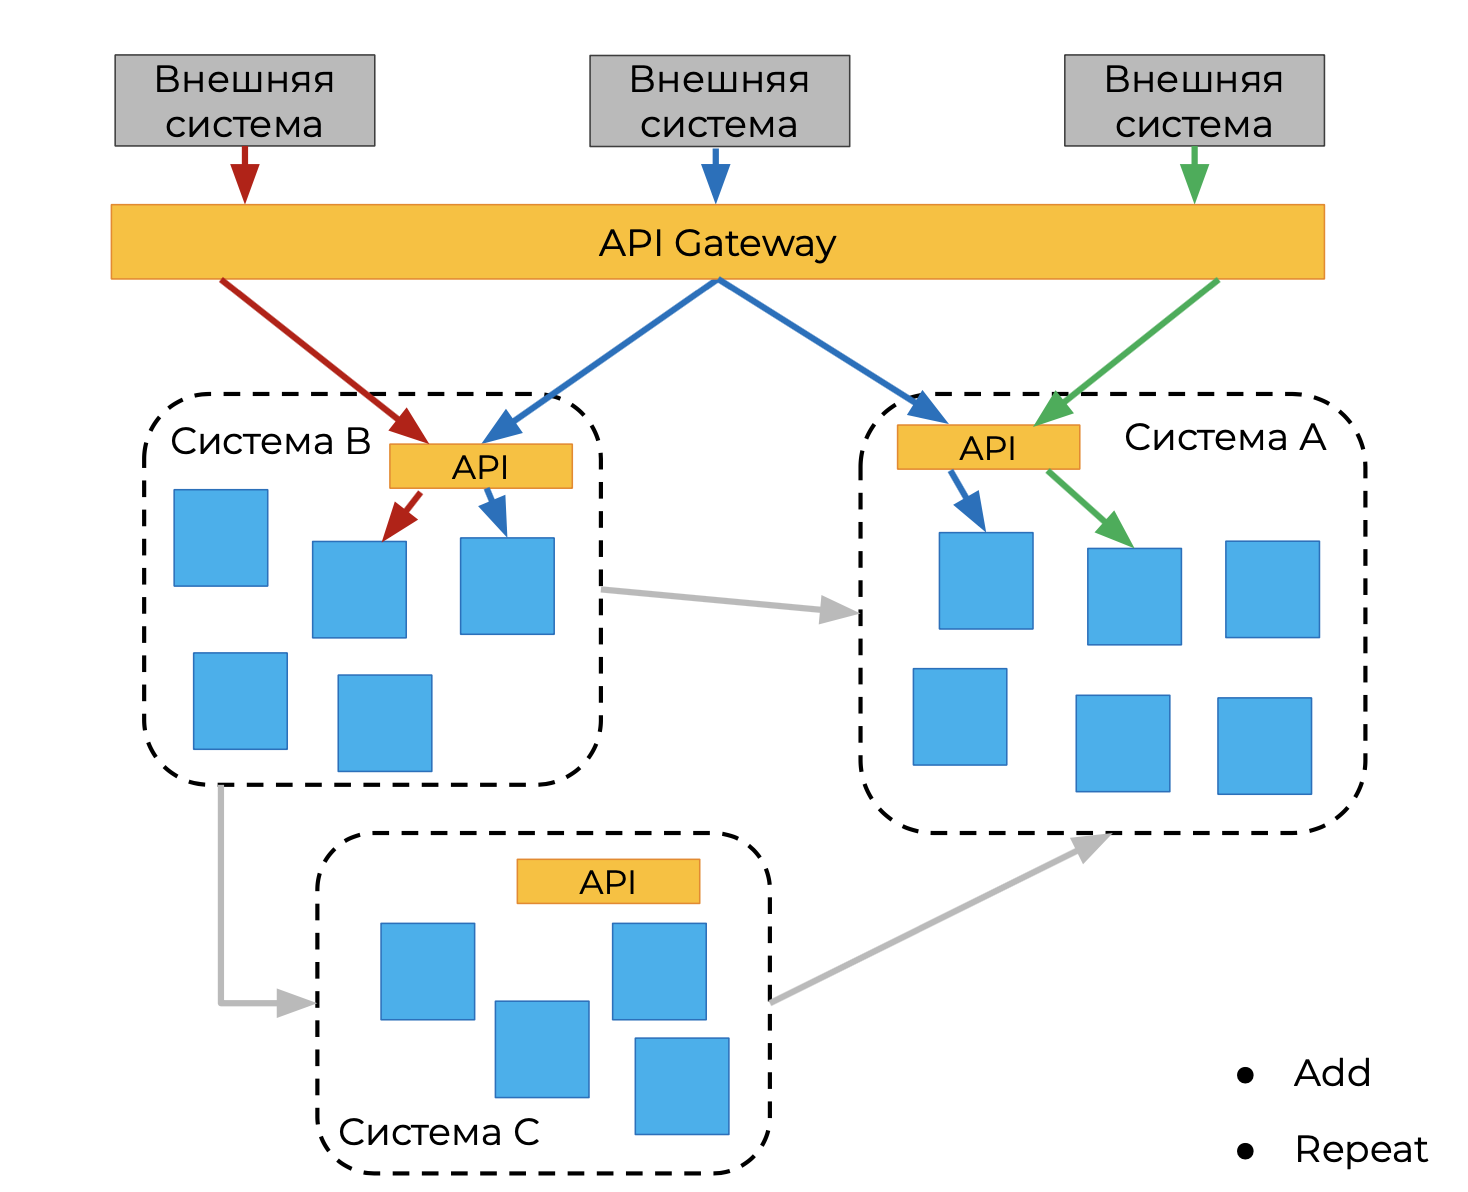 Внешняя
система
Внешняя
система
Внешняя
система
API Gateway
Система B
API
API
Система A
API
Система C
● Add
● Repeat